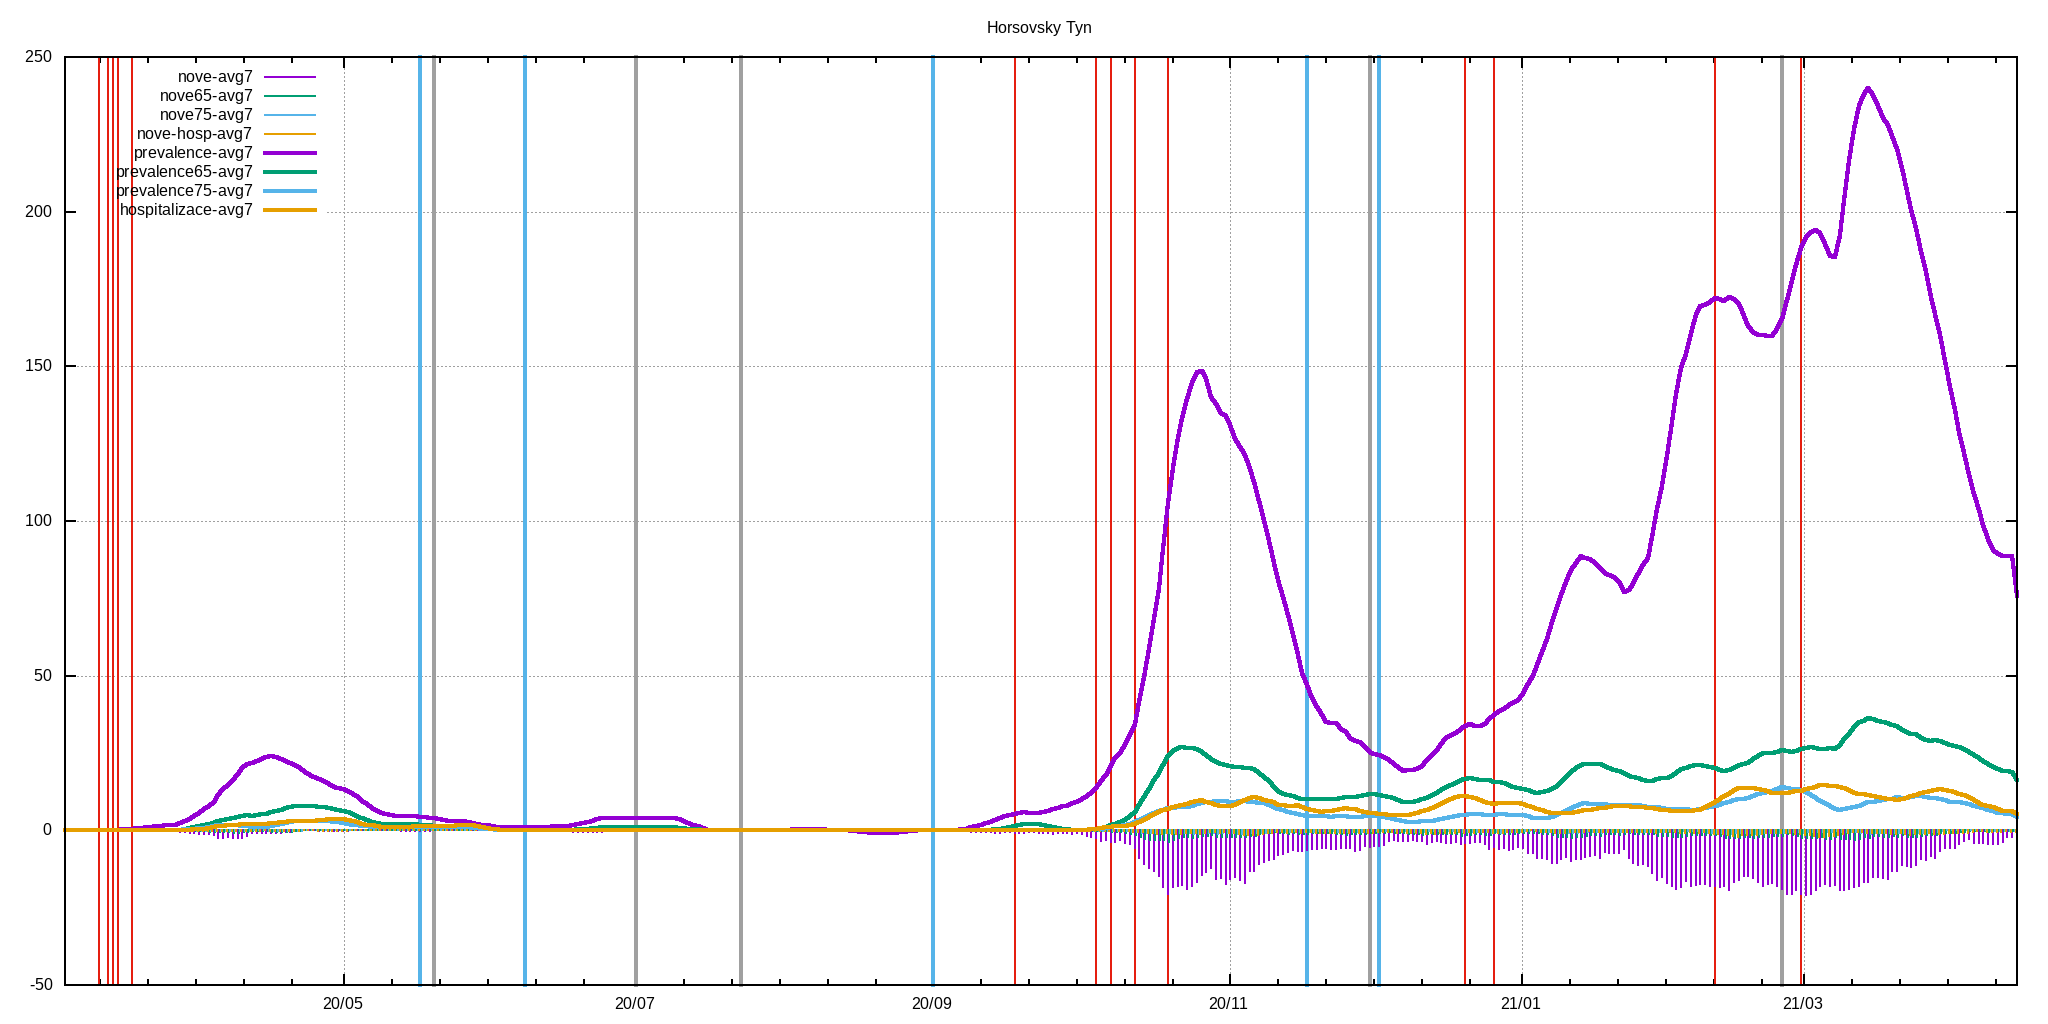 Horsovsky Tyn
250
200
150
100
50
0
-50
nove-avg7
nove65-avg7
nove75-avg7
nove-hosp-avg7
prevalence-avg7
prevalence65-avg7
prevalence75-avg7
hospitalizace-avg7
20/05 20/07 20/09 20/11 21/01 21/03